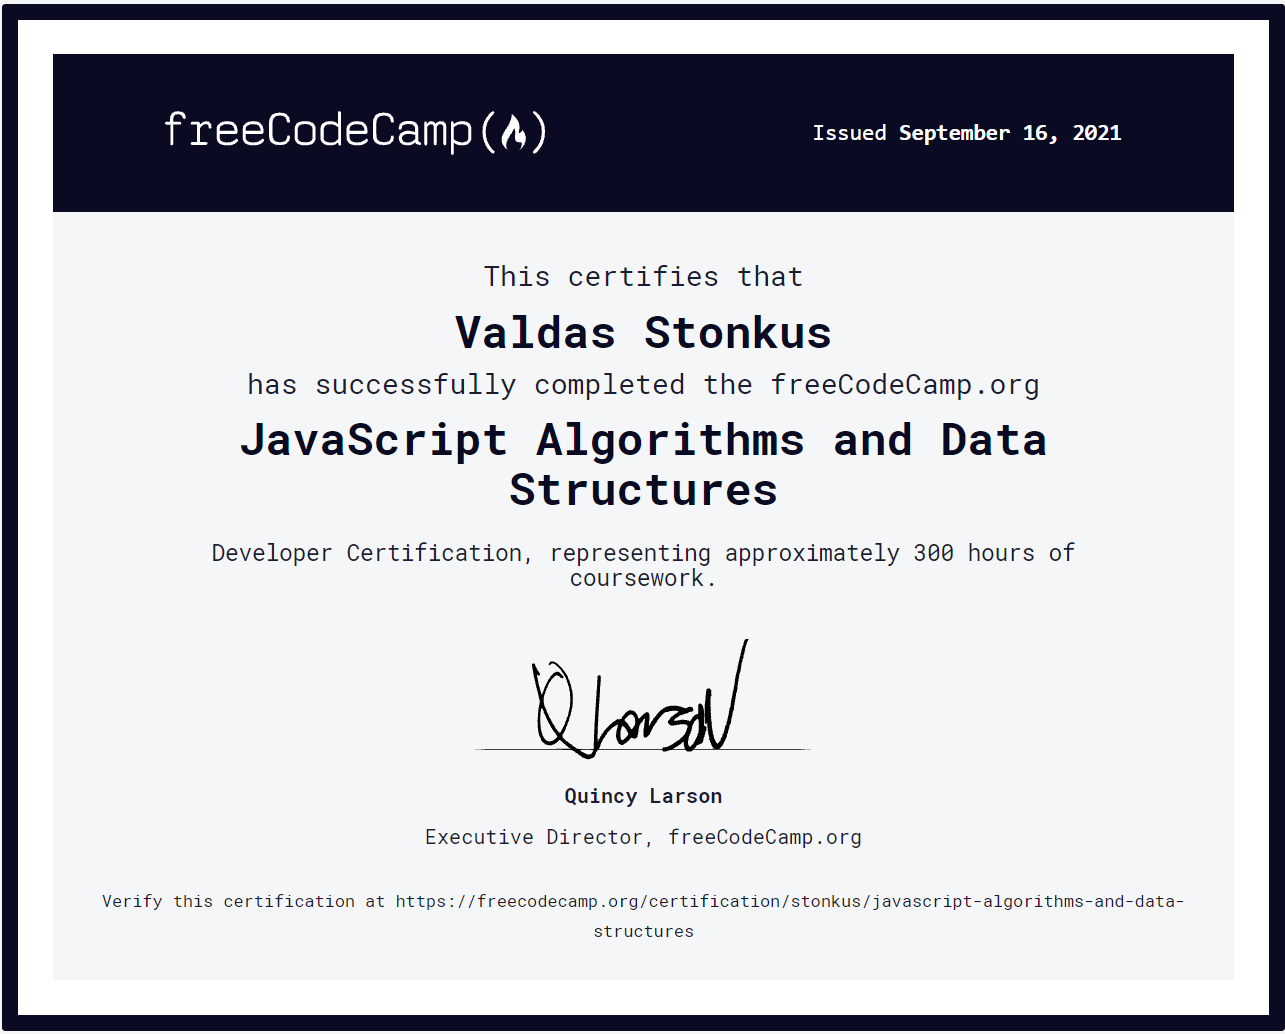 freeCodeCamp(🔥)
Issued September 16, 2021
This certifies that
Valdas Stonkus
has successfully completed the freeCodeCamp.org
JavaScript Algorithms and Data
Structures
Developer Certification, representing approximately 300 hours of
coursework.
Q Larson
Quincy Larson
Executive Director, freeCodeCamp.org
Verify this certification at https://freecodecamp.org/certification/stonkus/javascript-algorithms-and-data-
structures